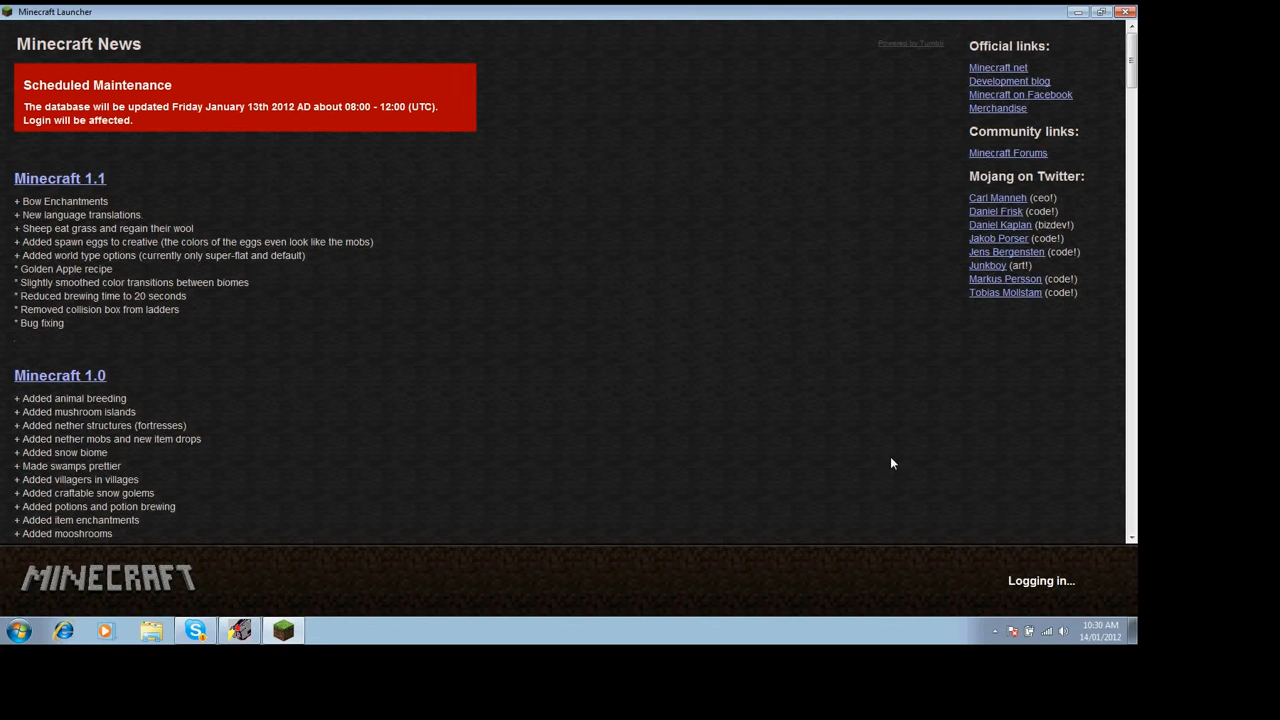 Minecraft Launcher
Minecraft News
Powered by Tumblr
Scheduled Maintenance
The database will be updated Friday January 13th 2012 AD about 08:00 - 12:00 (UTC).
Login will be affected.
Minecraft 1.1
+ Bow Enchantments
+ New language translations.
+ Sheep eat grass and regain their wool
+ Added spawn eggs to creative (the colors of the eggs even look like the mobs)
+ Added world type options (currently only super-flat and default)
* Golden Apple recipe
* Slightly smoothed color transitions between biomes
* Reduced brewing time to 20 seconds
* Removed collision box from ladders
* Bug fixing
.
Minecraft 1.0
+ Added animal breeding
+ Added mushroom islands
+ Added nether structures (fortresses)
+ Added nether mobs and new item drops
+ Added snow biome
+ Made swamps prettier
+ Added villagers in villages
+ Added craftable snow golems
+ Added potions and potion brewing
+ Added item enchantments
+ Added mooshrooms
Official links:
Minecraft.net
Development blog
Minecraft on Facebook
Merchandise
Community links:
Minecraft Forums
Mojang on Twitter:
Carl Manneh (ceo!)
Daniel Frisk (code!)
Daniel Kaplan (bizdev!)
Jakob Porser (code!)
Jens Bergensten (code!)
Junkboy (art!)
Markus Persson (code!)
Tobias Mollstam (code!)
MINECRAFT
Logging in...
10:30 AM
14/01/2012